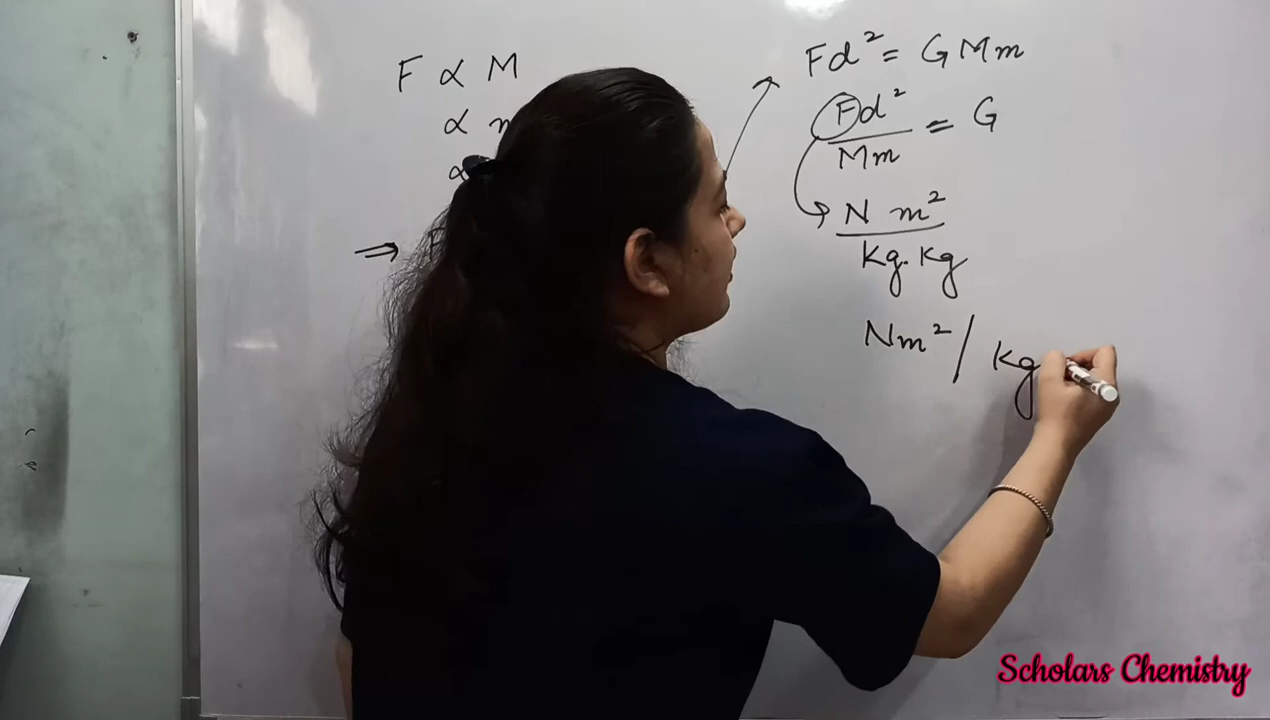 F ∝ M
∝
∝
⇒
Fd² = GMm
Fd² / Mm = G
N m² / Kg.Kg
Nm² / Kg
Scholars Chemistry